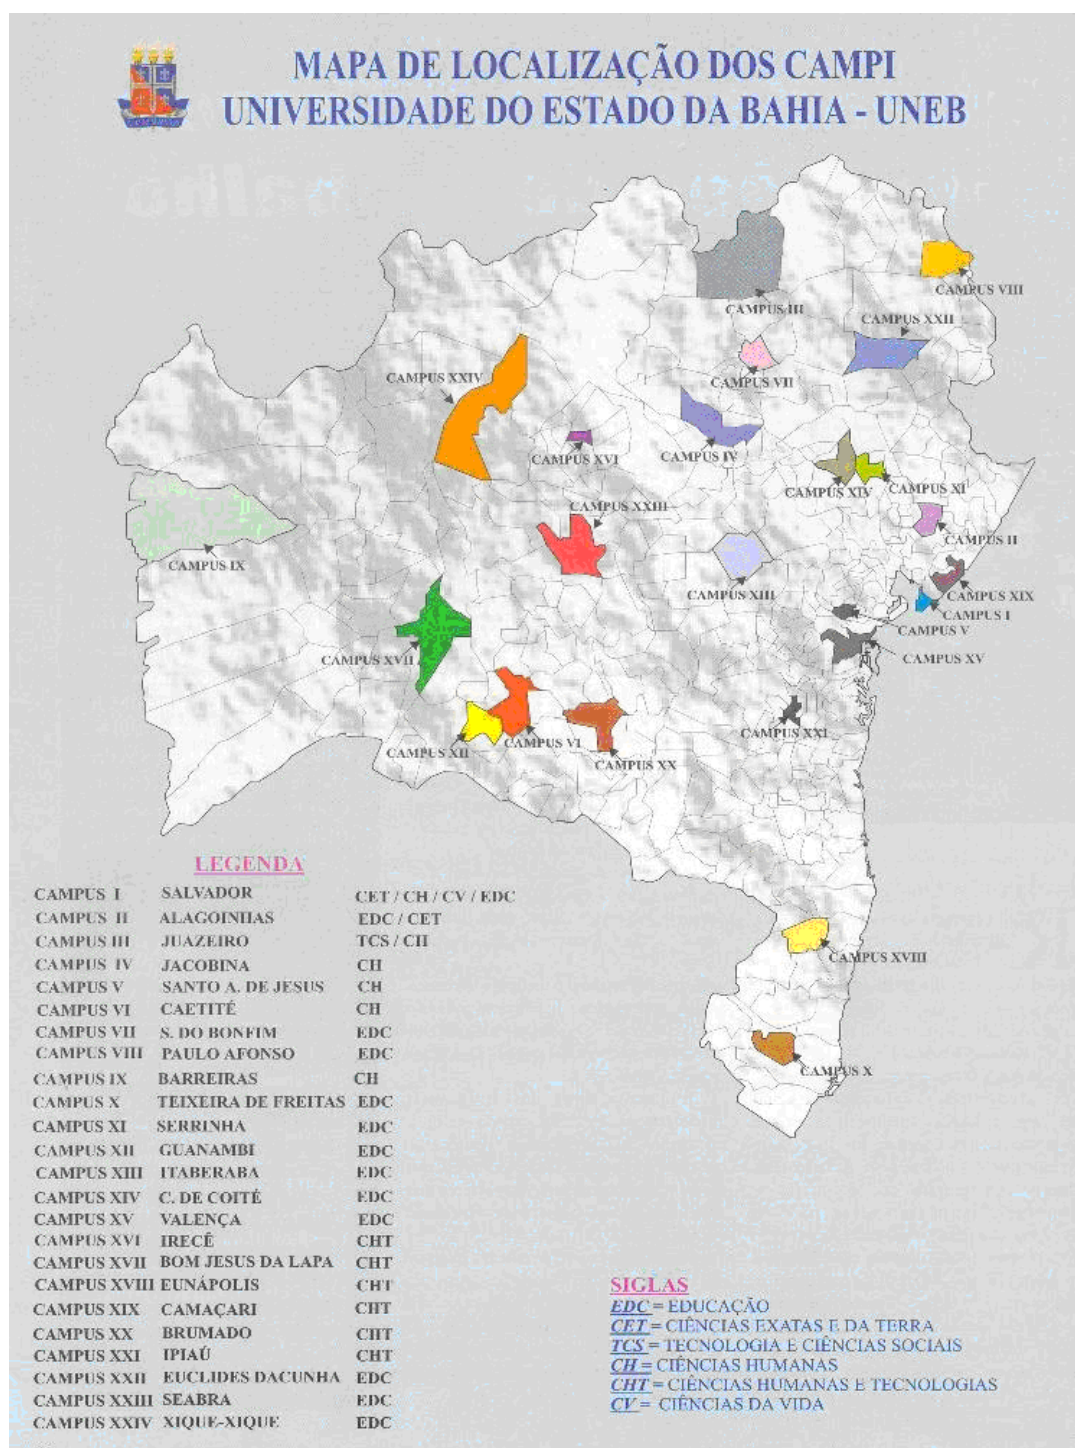 MAPA DE LOCALIZAÇÃO DOS CAMPI
UNIVERSIDADE DO ESTADO DA BAHIA - UNEB
CAMPUS VIII
CAMPUS III
CAMPUS XXII
CAMPUS XXIV
CAMPUS VII
CAMPUS XVI
CAMPUS IV
CAMPUS XIV
CAMPUS XI
CAMPUS XXIII
CAMPUS II
CAMPUS IX
CAMPUS XIII
CAMPUS XIX
CAMPUS I
CAMPUS V
CAMPUS XVII
CAMPUS XV
CAMPUS XXI
CAMPUS XII
CAMPUS VI
CAMPUS XX
CAMPUS XVIII
CAMPUS X
LEGENDA
CAMPUS I SALVADOR CET / CH / CV / EDC
CAMPUS II ALAGOINHAS EDC / CET
CAMPUS III JUAZEIRO TCS / CH
CAMPUS IV JACOBINA CH
CAMPUS V SANTO A. DE JESUS CH
CAMPUS VI CAETITÉ CH
CAMPUS VII S. DO BONFIM EDC
CAMPUS VIII PAULO AFONSO EDC
CAMPUS IX BARREIRAS CH
CAMPUS X TEIXEIRA DE FREITAS EDC
CAMPUS XI SERRINHA EDC
CAMPUS XII GUANAMBI EDC
CAMPUS XIII ITABERABA EDC
CAMPUS XIV C. DE COITÉ EDC
CAMPUS XV VALENÇA EDC
CAMPUS XVI IRECÊ CHT
CAMPUS XVII BOM JESUS DA LAPA CHT
CAMPUS XVIII EUNÁPOLIS CHT
CAMPUS XIX CAMAÇARI CHT
CAMPUS XX BRUMADO CHT
CAMPUS XXI IPIAÚ CHT
CAMPUS XXII EUCLIDES DACUNHA EDC
CAMPUS XXIII SEABRA EDC
CAMPUS XXIV XIQUE-XIQUE EDC
SIGLAS
EDC = EDUCAÇÃO
CET = CIÊNCIAS EXATAS E DA TERRA
TCS = TECNOLOGIA E CIÊNCIAS SOCIAIS
CH = CIÊNCIAS HUMANAS
CHT = CIÊNCIAS HUMANAS E TECNOLOGIAS
CV = CIÊNCIAS DA VIDA